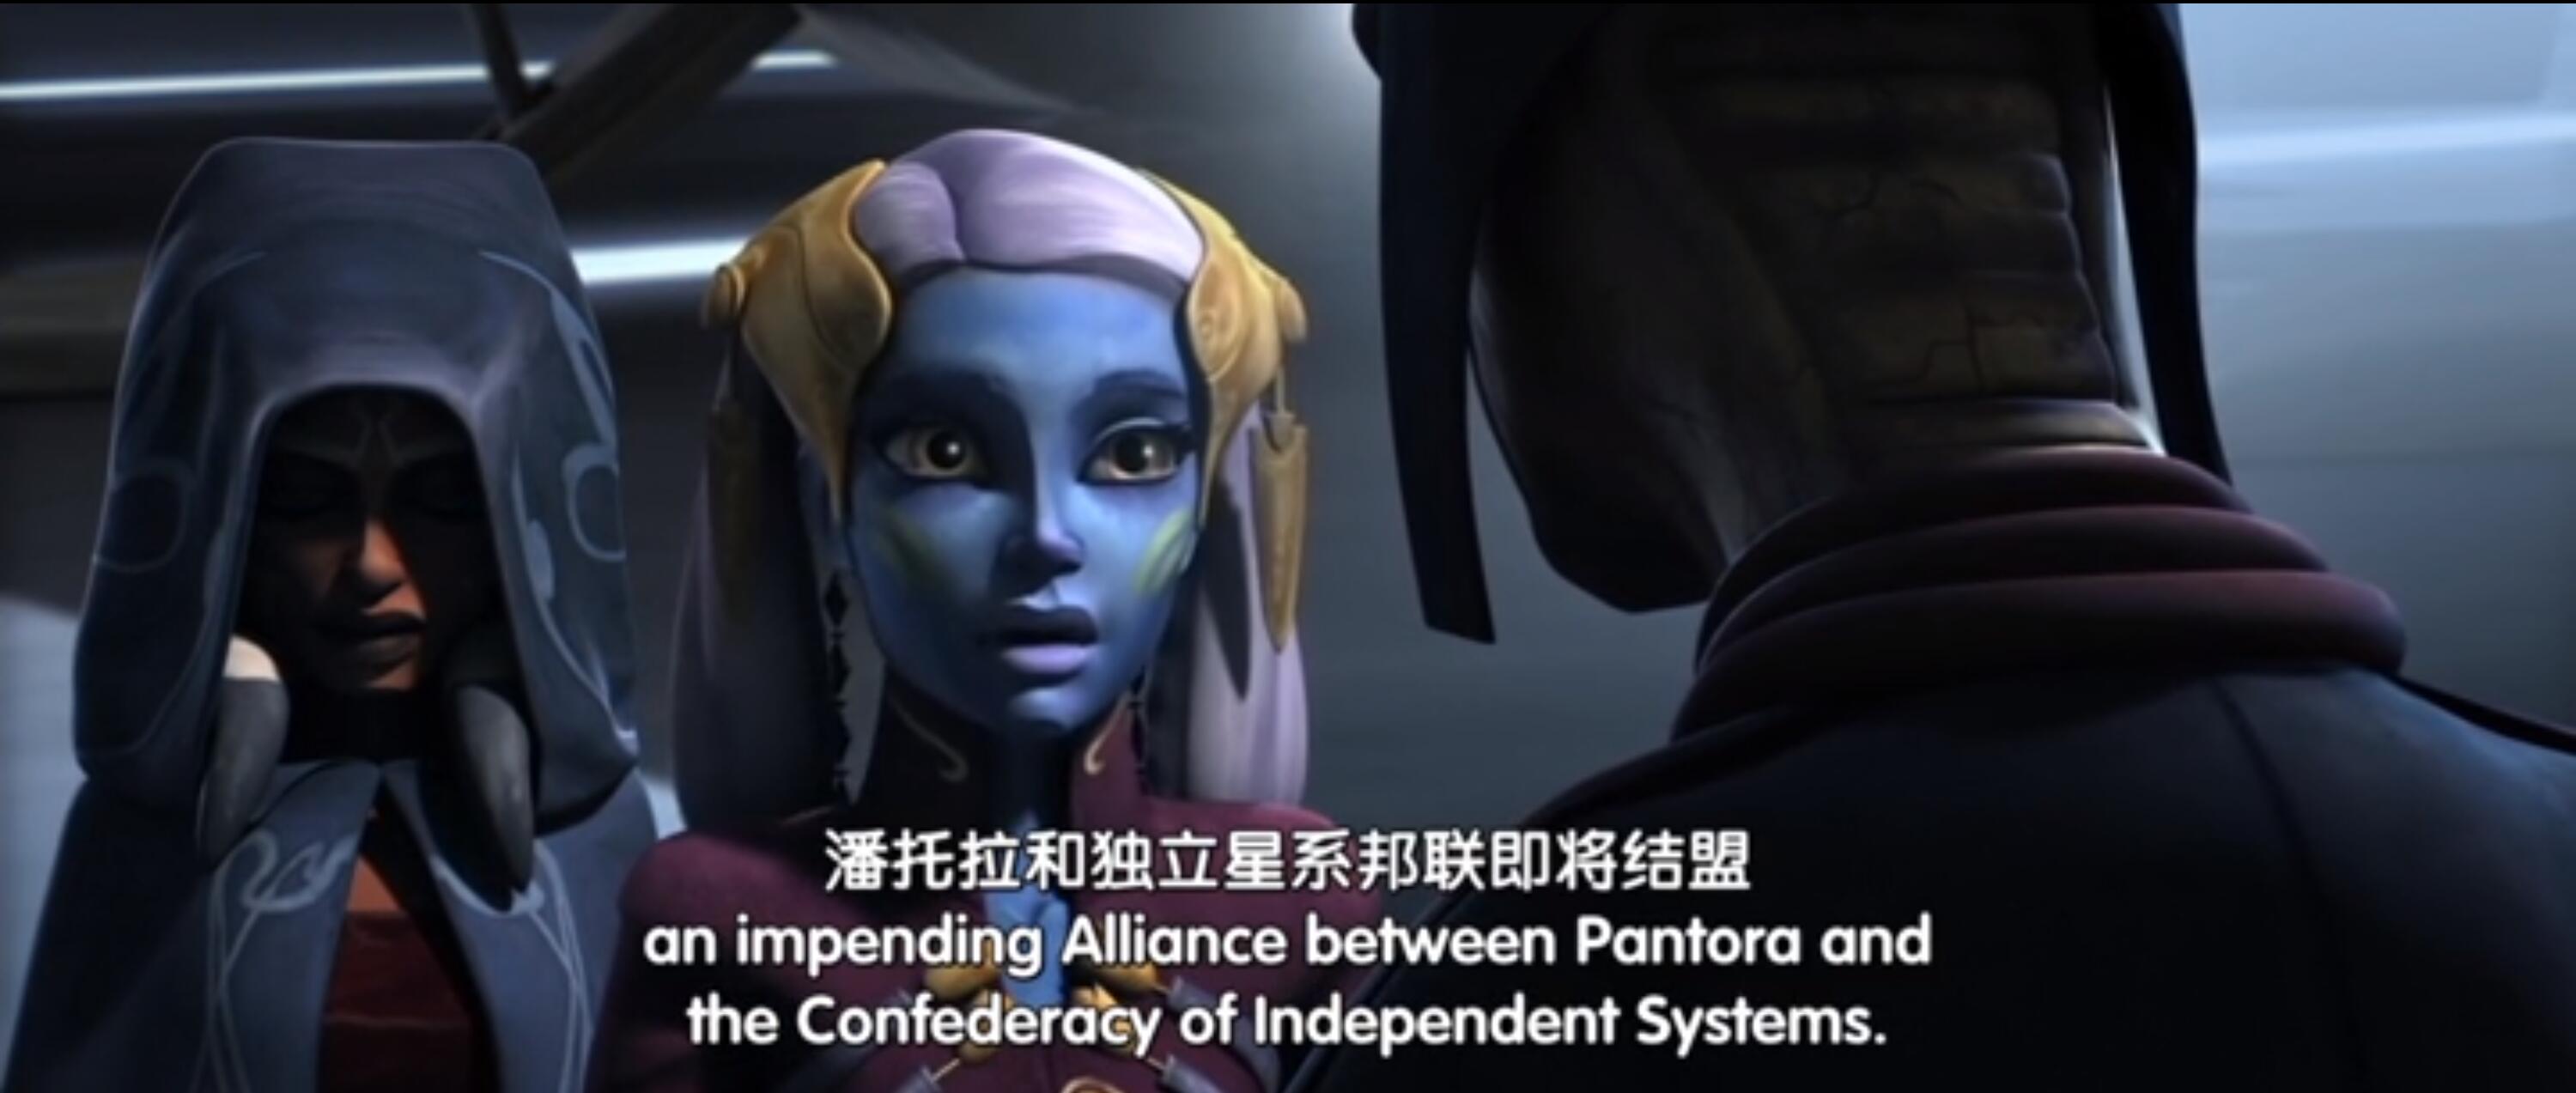 潘托拉和独立星系邦联即将结盟
an impending Alliance between Pantora and
the Confederacy of Independent Systems.